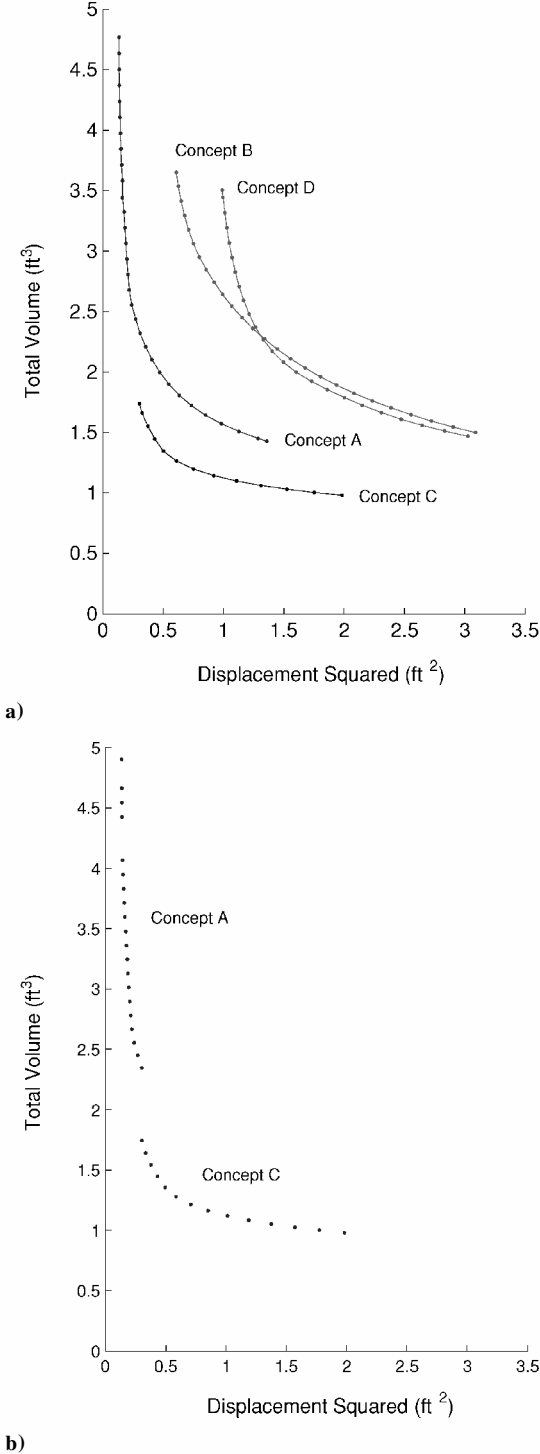 5
4.5
4
3.5
3
2.5
2
1.5
1
0.5
0
Total Volume (ft3)
Concept B
Concept D
Concept A
Concept C
0 0.5 1 1.5 2 2.5 3 3.5
Displacement Squared (ft 2)
a)
5
4.5
4
3.5
3
2.5
2
1.5
1
0.5
0
Total Volume (ft3)
Concept A
Concept C
0 0.5 1 1.5 2 2.5 3 3.5
Displacement Squared (ft 2)
b)